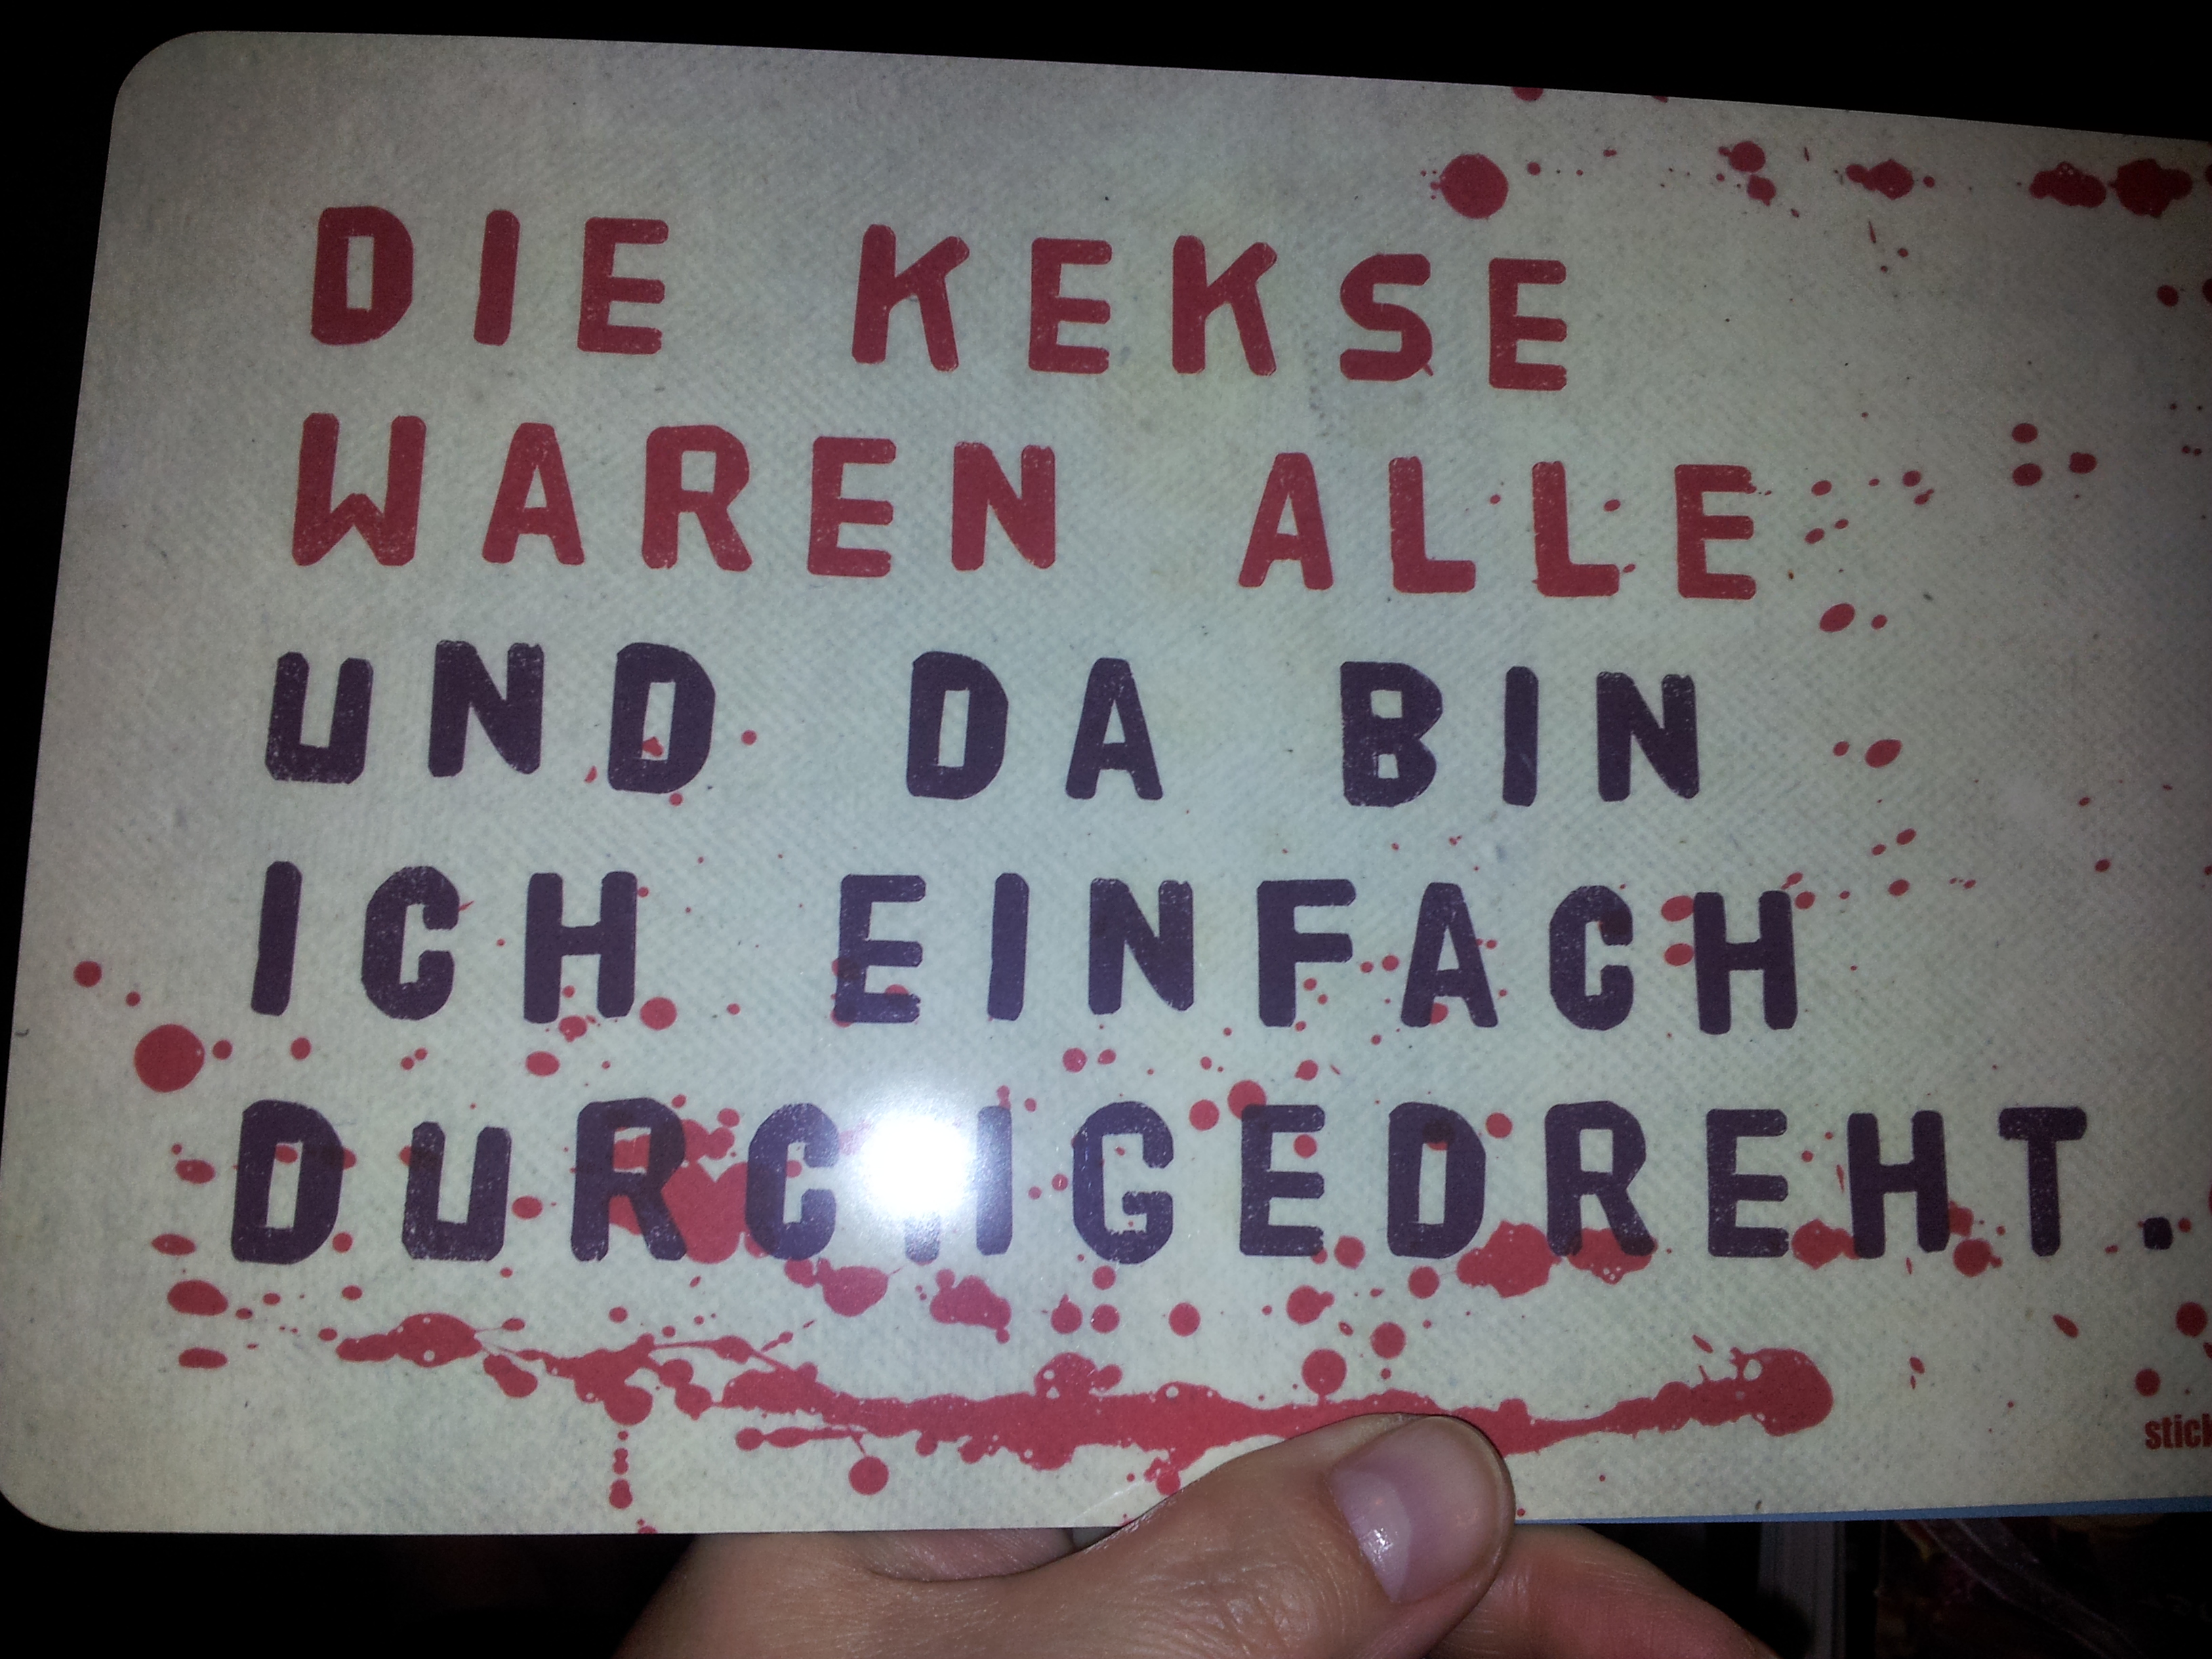 DIE KEKSE
WAREN ALLE
UND DA BIN
ICH EINFACH
DURCHGEDREHT.